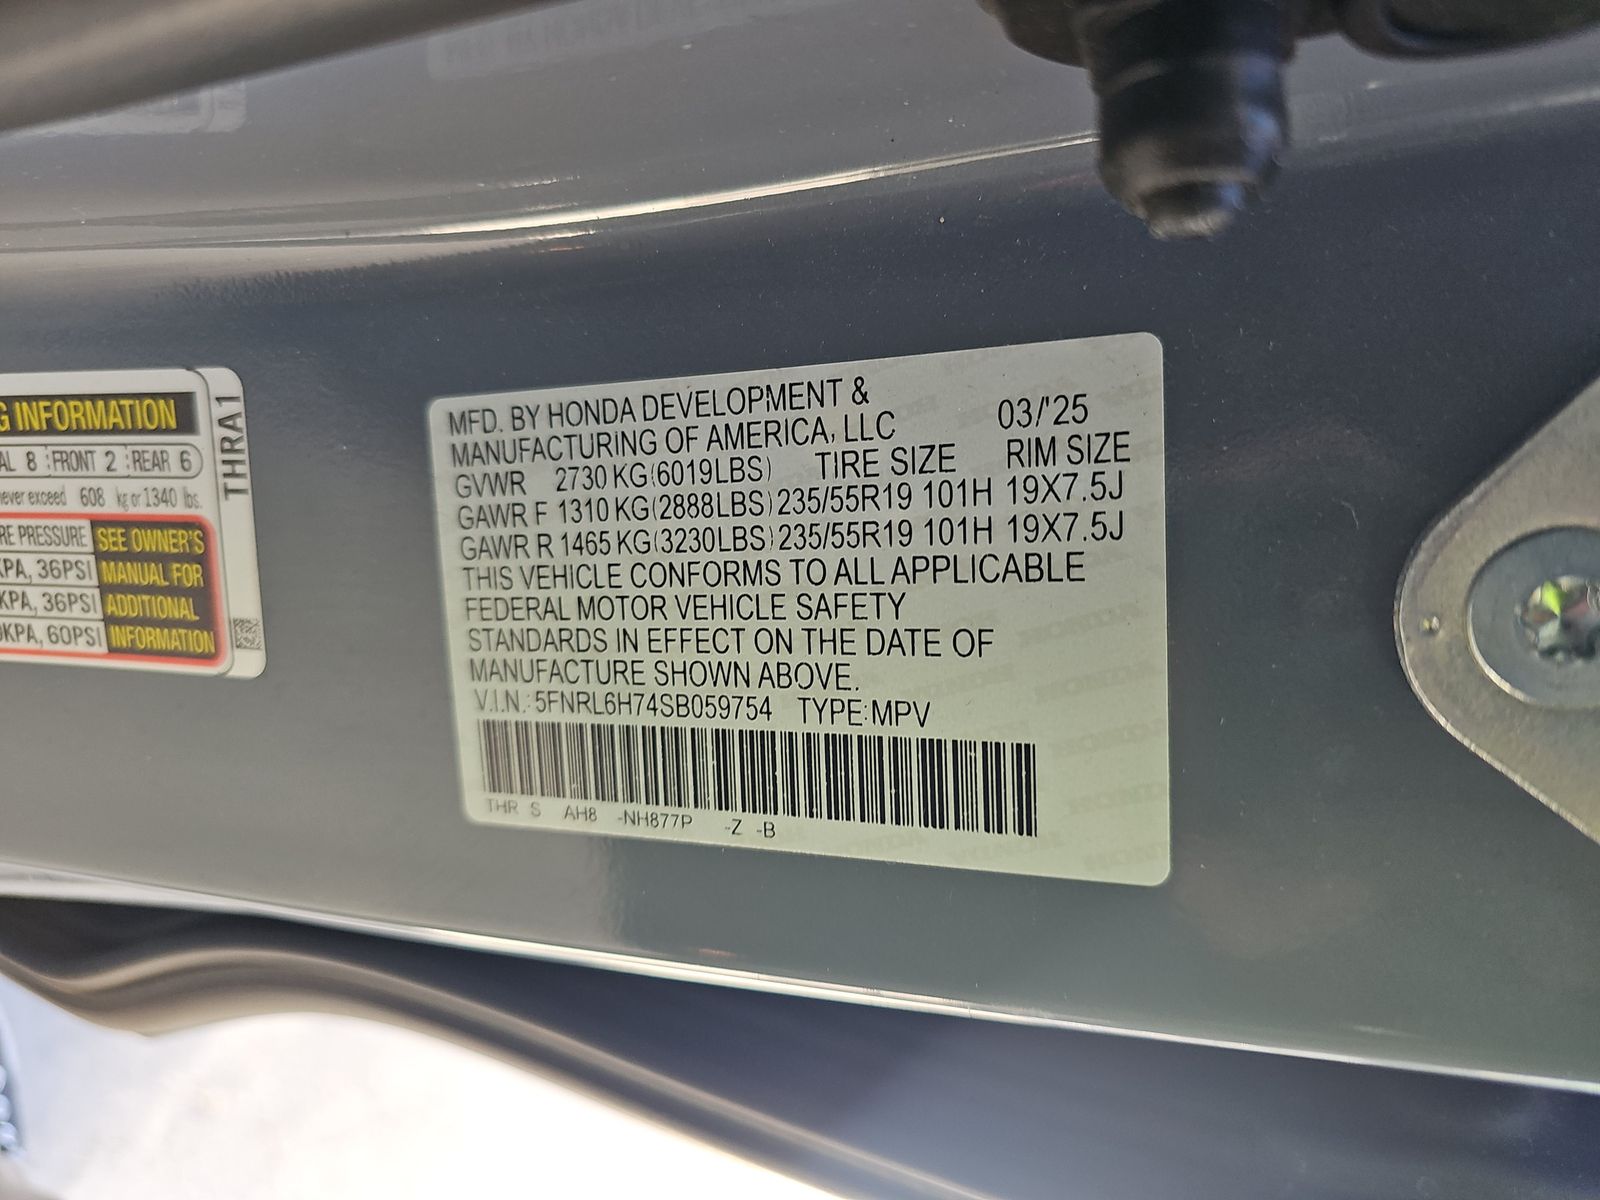 G INFORMATION
AL 8 FRONT 2 REAR 6
never exceed 608 kg or 1340 lbs.
RE PRESSURE SEE OWNER'S
KPA, 36PSI MANUAL FOR
KPA, 36PSI ADDITIONAL
0KPA, 60PSI INFORMATION
THRA1
MFD. BY HONDA DEVELOPMENT &
MANUFACTURING OF AMERICA, LLC 03/'25
GVWR 2730 KG(6019LBS) TIRE SIZE RIM SIZE
GAWR F 1310 KG(2888LBS) 235/55R19 101H 19X7.5J
GAWR R 1465 KG(3230LBS) 235/55R19 101H 19X7.5J
THIS VEHICLE CONFORMS TO ALL APPLICABLE
FEDERAL MOTOR VEHICLE SAFETY
STANDARDS IN EFFECT ON THE DATE OF
MANUFACTURE SHOWN ABOVE.
V.I.N.: 5FNRL6H74SB059754 TYPE:MPV
THR S AH8 -NH877P -Z -B